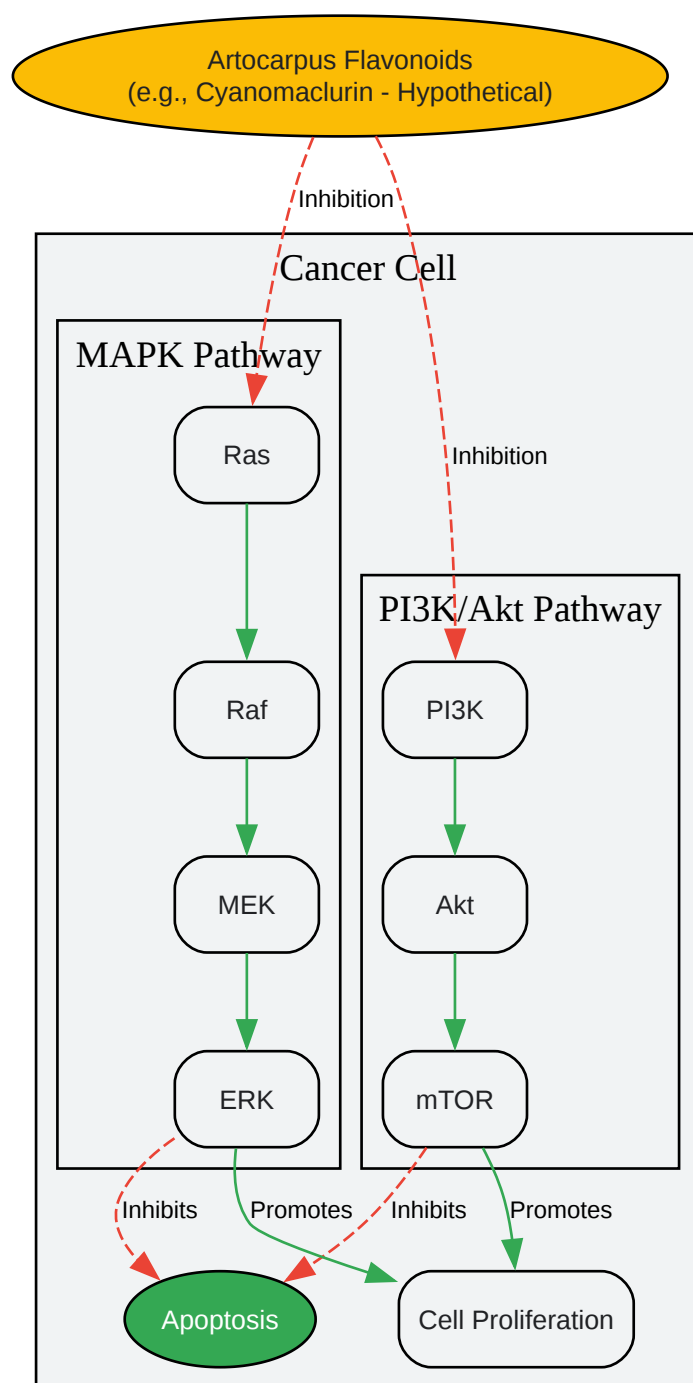 Artocarpus Flavonoids
(e.g., Cyanomaclurin - Hypothetical)
Inhibition
Cancer Cell
MAPK Pathway
Ras
Inhibition
PI3K/Akt Pathway
Raf
PI3K
MEK
Akt
ERK
mTOR
Inhibits
Promotes
Inhibits
Promotes
Apoptosis
Cell Proliferation